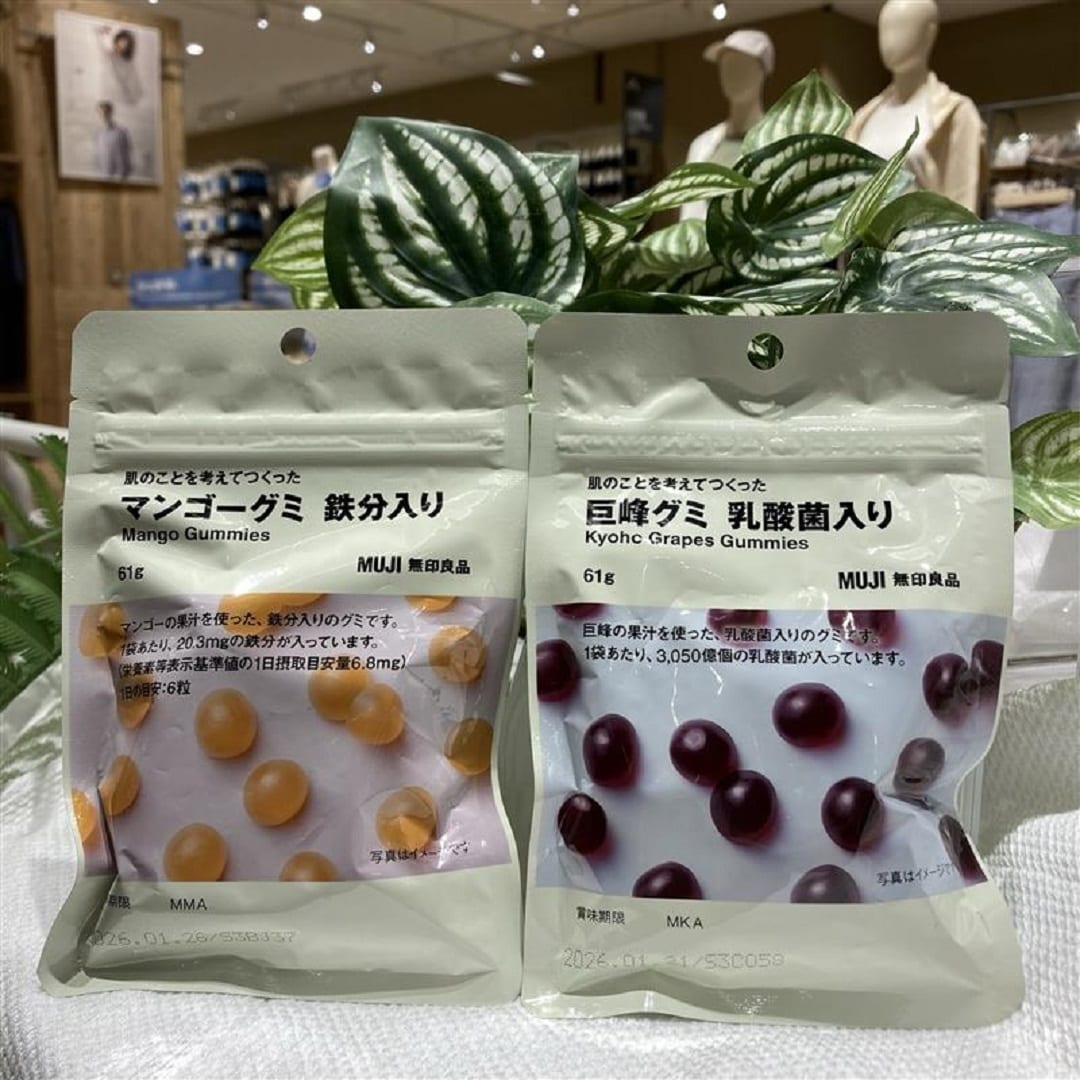 肌のことを考えてつくった
マンゴーグミ 鉄分入り
Mango Gummies
61g
MUJI 無印良品
マンゴーの果汁を使った、鉄分入りのグミです。
1袋あたり、20.3mgの鉄分が入っています。
(栄養素等表示基準値の1日摂取目安量6.8mg)
1日の目安:6粒
写真はイメージです
期限 MMA
026.01.26/S3B337
肌のことを考えてつくった
巨峰グミ 乳酸菌入り
Kyoho Grapes Gummies
61g
MUJI 無印良品
巨峰の果汁を使った、乳酸菌入りのグミです。
1袋あたり、3,050億個の乳酸菌が入っています。
写真はイメージです
賞味期限 MKA
2026.01.31/S3C058